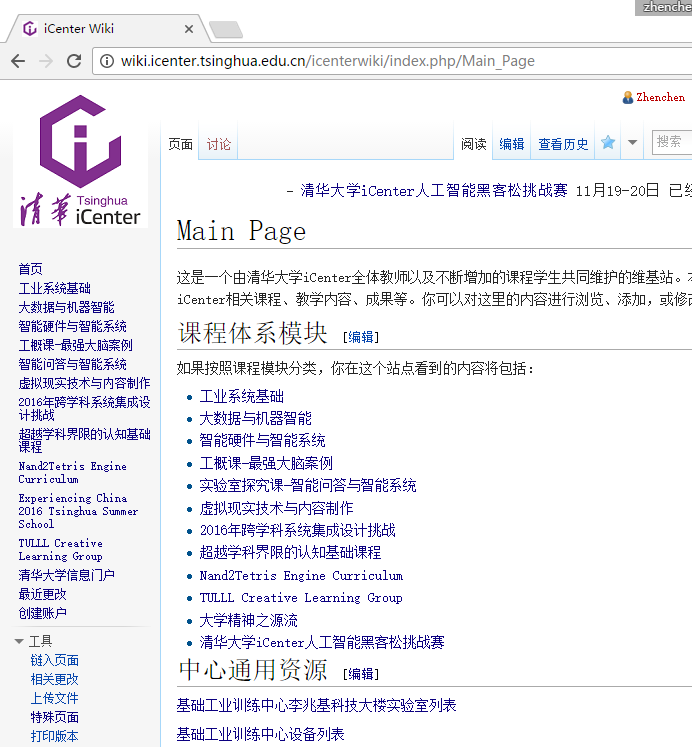 zhenche
iCenter Wiki
wiki.icenter.tsinghua.edu.cn/icenterwiki/index.php/Main_Page
Zhenchen
页面
讨论
阅读
编辑
查看历史
搜索
清華
Tsinghua
iCenter
- 清华大学iCenter人工智能黑客松挑战赛 11月19-20日 已经
Main Page
这是一个由清华大学iCenter全体教师以及不断增加的课程学生共同维护的维基站。本
iCenter相关课程、教学内容、成果等。你可以对这里的内容进行浏览、添加，或修改
课程体系模块 [编辑]
如果按照课程模块分类，你在这个站点看到的内容将包括：
工业系统基础
大数据与机器智能
智能硬件与智能系统
工概课-最强大脑案例
实验室探究课-智能问答与智能系统
虚拟现实技术与内容制作
2016年跨学科系统集成设计挑战
超越学科界限的认知基础课程
Nand2Tetris Engine Curriculum
TULLL Creative Learning Group
大学精神之源流
清华大学iCenter人工智能黑客松挑战赛
中心通用资源 [编辑]
基础工业训练中心李兆基科技大楼实验室列表
基础工业训练中心设备列表
首页
工业系统基础
大数据与机器智能
智能硬件与智能系统
工概课-最强大脑案例
智能问答与智能系统
虚拟现实技术与内容制作
2016年跨学科系统集成设
计挑战
超越学科界限的认知基础
课程
Nand2Tetris Engine
Curriculum
Experiencing China
2016 Tsinghua Summer
School
TULLL Creative
Learning Group
清华大学信息门户
最近更改
创建账户
工具
链入页面
相关更改
上传文件
特殊页面
打印版本